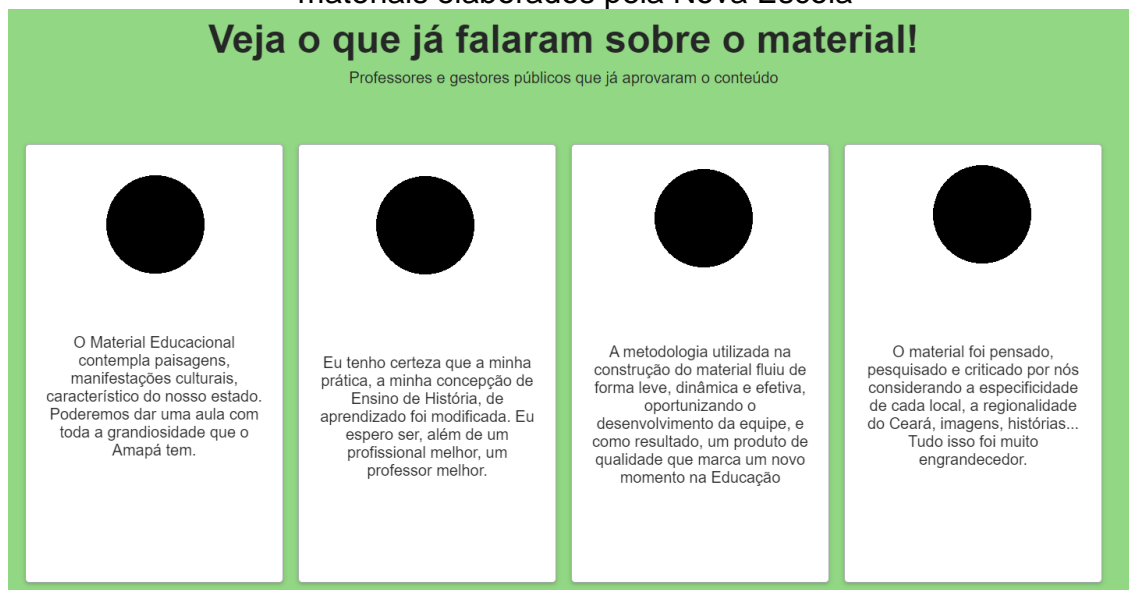 materiais elaborados pela Nova Escola
Veja o que já falaram sobre o material!
Professores e gestores públicos que já aprovaram o conteúdo
O Material Educacional
contempla paisagens,
manifestações culturais,
característico do nosso estado.
Poderemos dar uma aula com
toda a grandiosidade que o
Amapá tem.
Eu tenho certeza que a minha
prática, a minha concepção de
Ensino de História, de
aprendizado foi modificada. Eu
espero ser, além de um
profissional melhor, um
professor melhor.
A metodologia utilizada na
construção do material fluiu de
forma leve, dinâmica e efetiva,
oportunizando o
desenvolvimento da equipe, e
como resultado, um produto de
qualidade que marca um novo
momento na Educação
O material foi pensado,
pesquisado e criticado por nós
considerando a especificidade
de cada local, a regionalidade
do Ceará, imagens, histórias...
Tudo isso foi muito
engrandecedor.